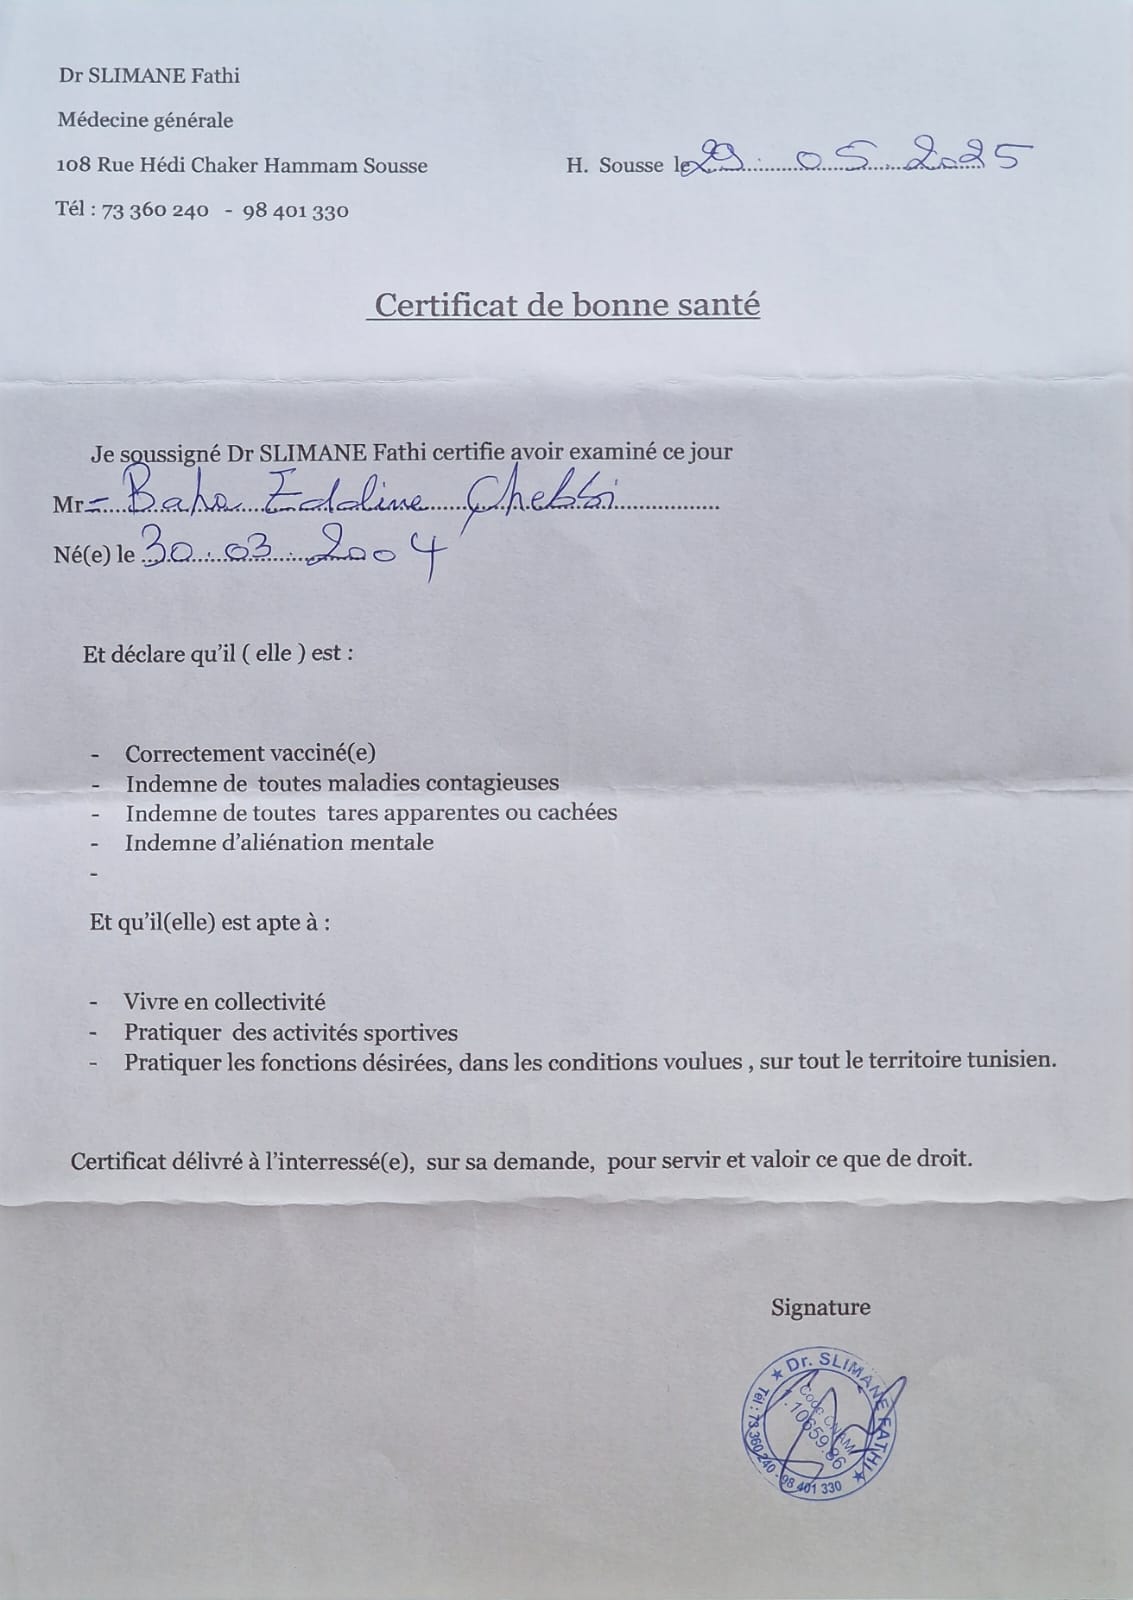 Dr SLIMANE Fathi
Médecine générale
108 Rue Hédi Chaker Hammam Sousse
H. Sousse le 29.05.2025
Tél : 73 360 240 - 98 401 330
Certificat de bonne santé
Je soussigné Dr SLIMANE Fathi certifie avoir examiné ce jour
Mr Baha Eddine Chebbi
Né(e) le 30.03.2004
Et déclare qu'il ( elle ) est :
- Correctement vacciné(e)
- Indemne de toutes maladies contagieuses
- Indemne de toutes tares apparentes ou cachées
- Indemne d'aliénation mentale
-
Et qu'il(elle) est apte à :
- Vivre en collectivité
- Pratiquer des activités sportives
- Pratiquer les fonctions désirées, dans les conditions voulues , sur tout le territoire tunisien.
Certificat délivré à l'interressé(e), sur sa demande, pour servir et valoir ce que de droit.
Signature
★ Dr. SLIMANE FATHI ★
Code CNAM
Tél : 73 360 240 - 98 401 330